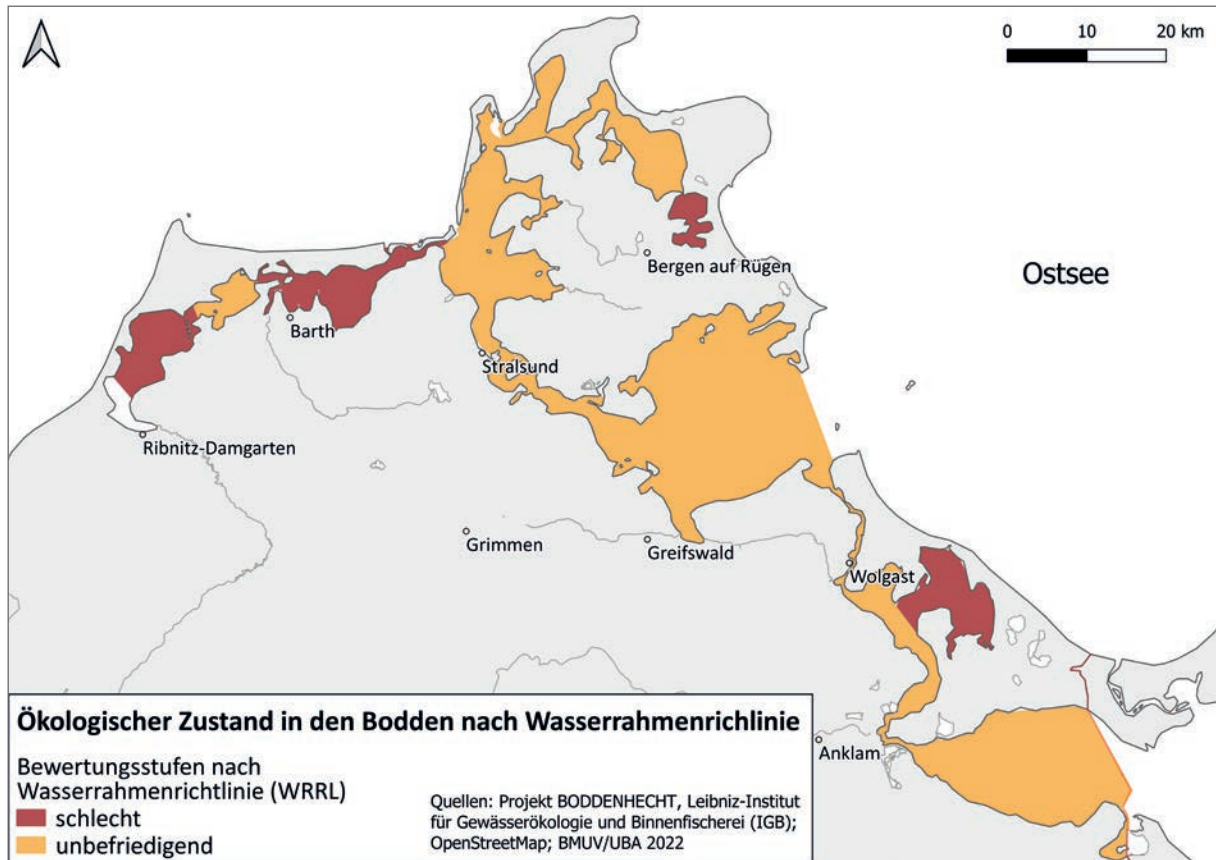 0 10 20 km
Ostsee
Bergen auf Rügen
Barth
Stralsund
Ribnitz-Damgarten
Grimmen
Greifswald
Wolgast
Anklam
Ökologischer Zustand in den Bodden nach Wasserrahmenrichlinie
Bewertungsstufen nach
Wasserrahmenrichtlinie (WRRL)
schlecht
unbefriedigend
Quellen: Projekt BODDENHECHT, Leibniz-Institut
für Gewässerökologie und Binnenfischerei (IGB);
OpenStreetMap; BMUV/UBA 2022